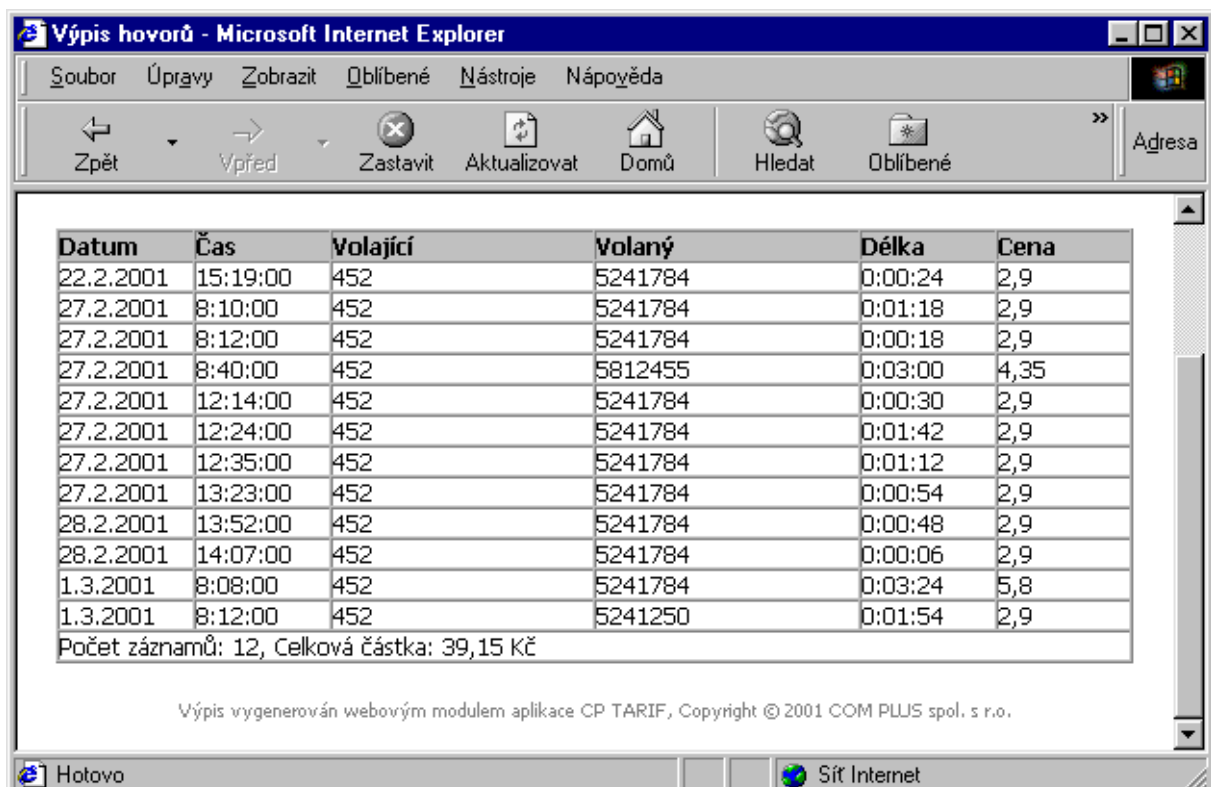 Výpis hovorů - Microsoft Internet Explorer
Soubor Úpravy Zobrazit Oblíbené Nástroje Nápověda
Zpět Vpřed Zastavit Aktualizovat Domů Hledat Oblíbené » Adresa
Datum Čas Volající Volaný Délka Cena
22.2.2001 15:19:00 452 5241784 0:00:24 2,9
27.2.2001 8:10:00 452 5241784 0:01:18 2,9
27.2.2001 8:12:00 452 5241784 0:00:18 2,9
27.2.2001 8:40:00 452 5812455 0:03:00 4,35
27.2.2001 12:14:00 452 5241784 0:00:30 2,9
27.2.2001 12:24:00 452 5241784 0:01:42 2,9
27.2.2001 12:35:00 452 5241784 0:01:12 2,9
27.2.2001 13:23:00 452 5241784 0:00:54 2,9
28.2.2001 13:52:00 452 5241784 0:00:48 2,9
28.2.2001 14:07:00 452 5241784 0:00:06 2,9
1.3.2001 8:08:00 452 5241784 0:03:24 5,8
1.3.2001 8:12:00 452 5241250 0:01:54 2,9
Počet záznamů: 12, Celková částka: 39,15 Kč
Výpis vygenerován webovým modulem aplikace CP TARIF, Copyright © 2001 COM PLUS spol. s r.o.
Hotovo Síť Internet